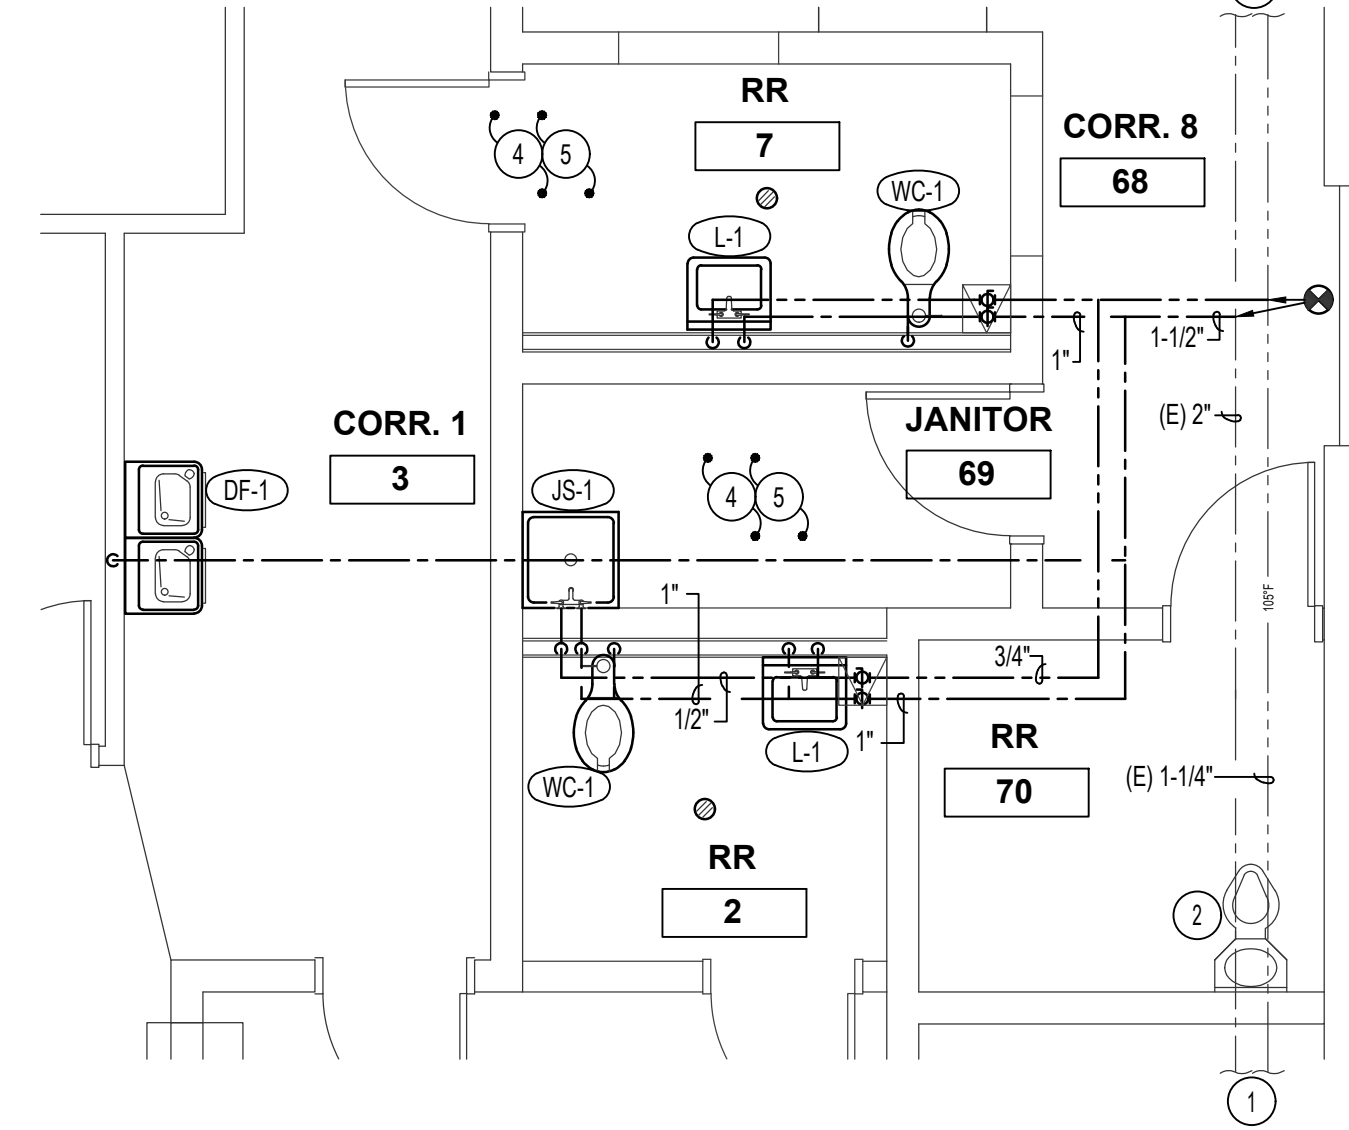 RR
7
CORR. 8
68
4
5
WC-1
L-1
1"
1-1/2"
CORR. 1
3
JANITOR
69
(E) 2"
DF-1
JS-1
4
5
1"
105°F
3/4"
1/2"
1"
L-1
WC-1
RR
70
(E) 1-1/4"
RR
2
2
1